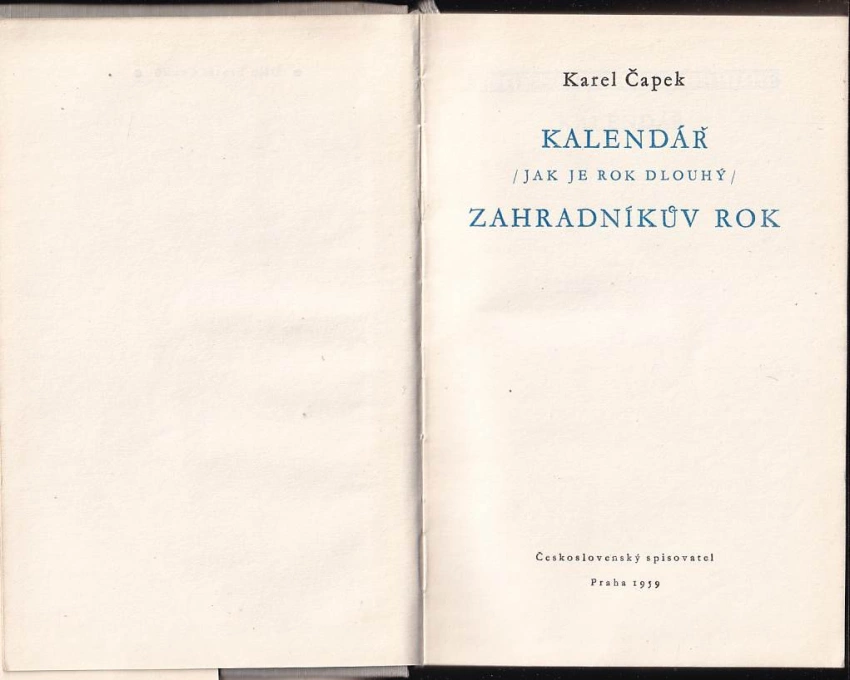 Karel Čapek
KALENDÁŘ
/JAK JE ROK DLOUHÝ/
ZAHRADNÍKŮV ROK
Československý spisovatel
Praha 1959